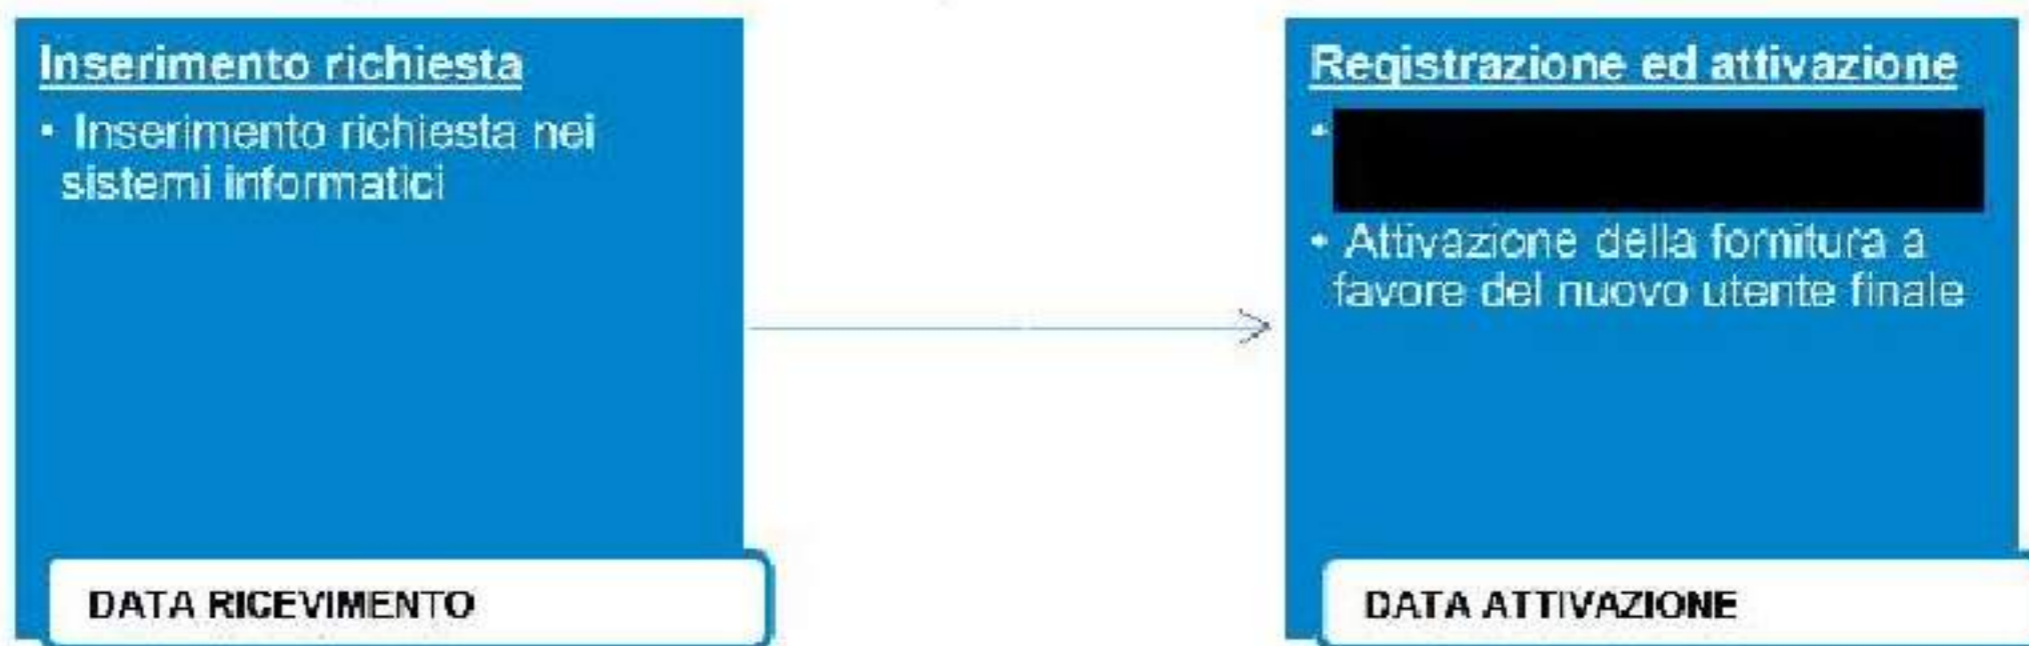 Inserimento richiesta
• Inserimento richiesta nei
sistemi informatici
DATA RICEVIMENTO
Registrazione ed attivazione
•
• Attivazione della fornitura a
favore del nuovo utente finale
DATA ATTIVAZIONE